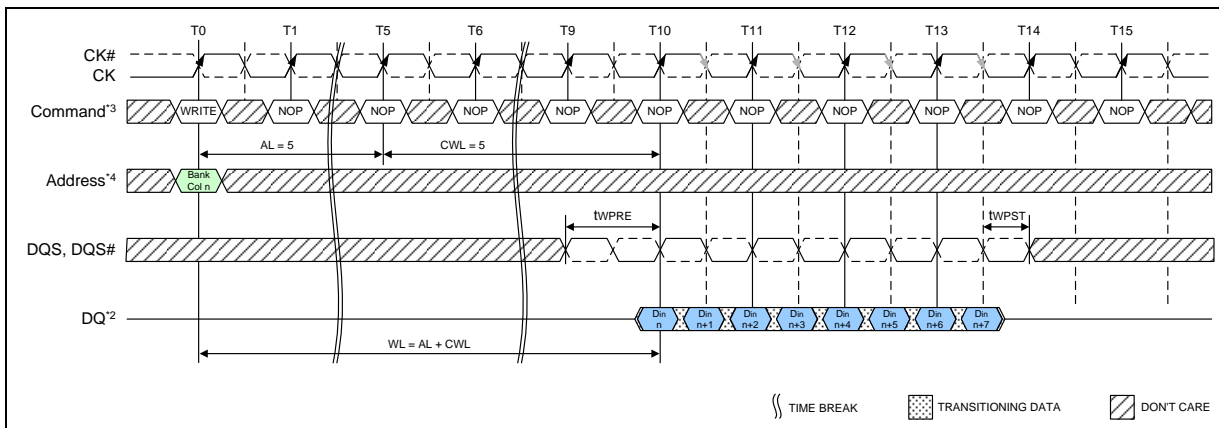 T0 T1 T5 T6 T9 T10 T11 T12 T13 T14 T15
CK#
CK
Command*3 WRITE NOP NOP NOP NOP NOP NOP NOP NOP NOP NOP
AL = 5 CWL = 5
Address*4 Bank
Col n
tWPRE tWPST
DQS, DQS#
DQ*2 Din Din Din Din Din Din Din Din
n n+1 n+2 n+3 n+4 n+5 n+6 n+7
WL = AL + CWL
TIME BREAK TRANSITIONING DATA DON'T CARE